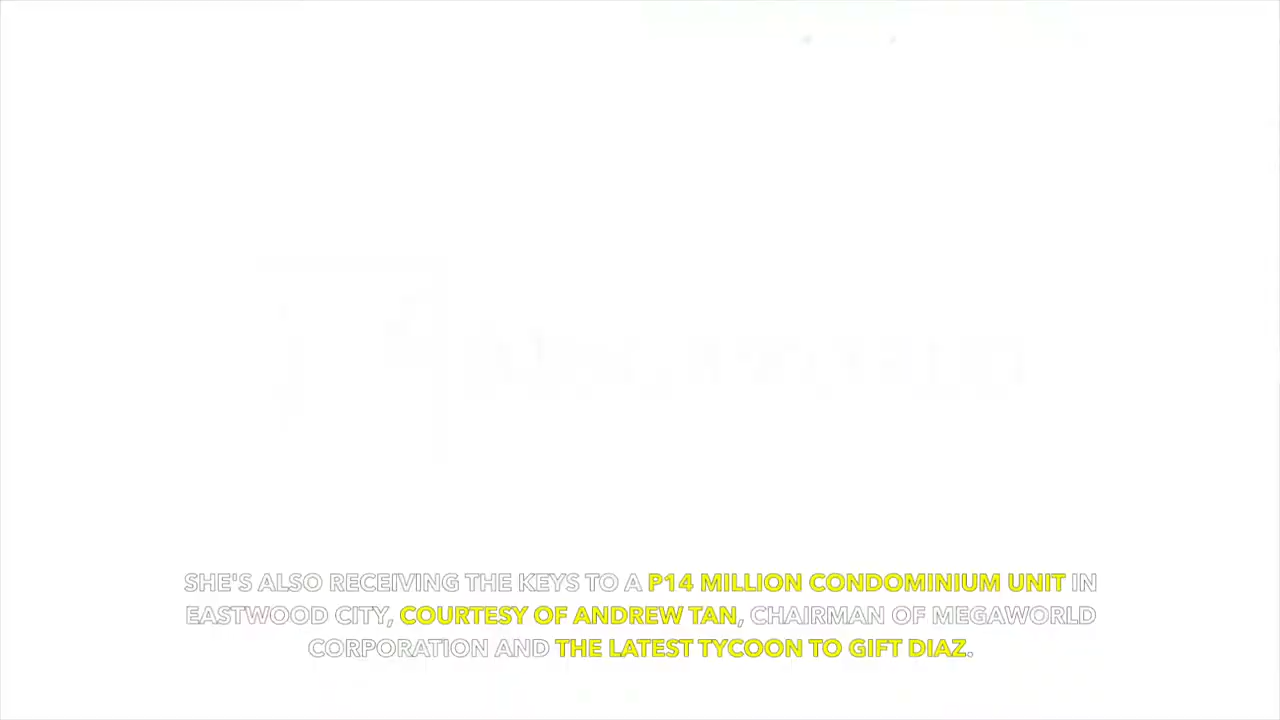 SHE'S ALSO RECEIVING THE KEYS TO A P14 MILLION CONDOMINIUM UNIT IN
EASTWOOD CITY, COURTESY OF ANDREW TAN, CHAIRMAN OF MEGAWORLD
CORPORATION AND THE LATEST TYCOON TO GIFT DIAZ.